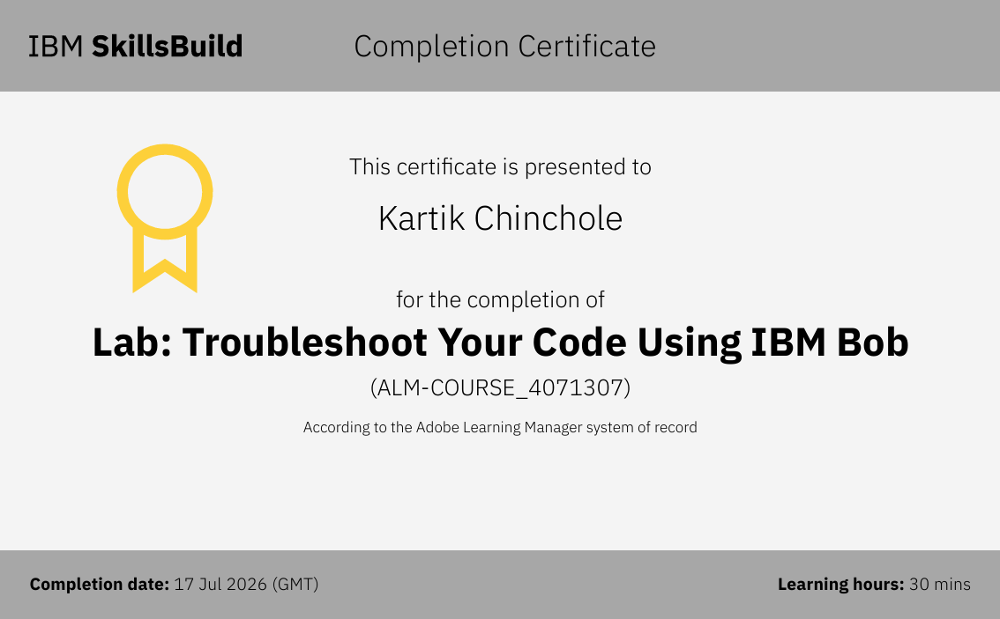 IBM SkillsBuild
Completion Certificate
This certificate is presented to
Kartik Chinchole
for the completion of
Lab: Troubleshoot Your Code Using IBM Bob
(ALM-COURSE_4071307)
According to the Adobe Learning Manager system of record
Completion date: 17 Jul 2026 (GMT)
Learning hours: 30 mins